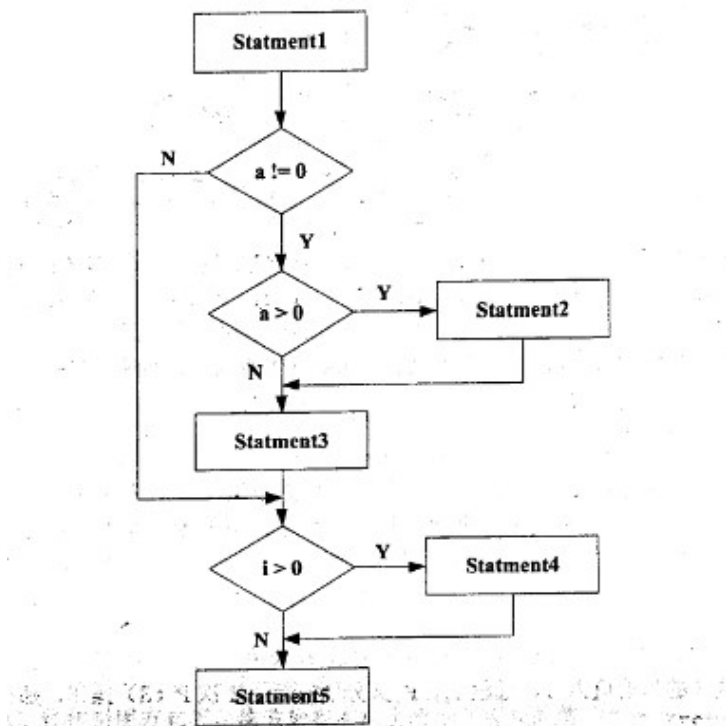 Statment1
N
a != 0
Y
a > 0
Y
Statment2
N
Statment3
i > 0
Y
Statment4
N
Statment5